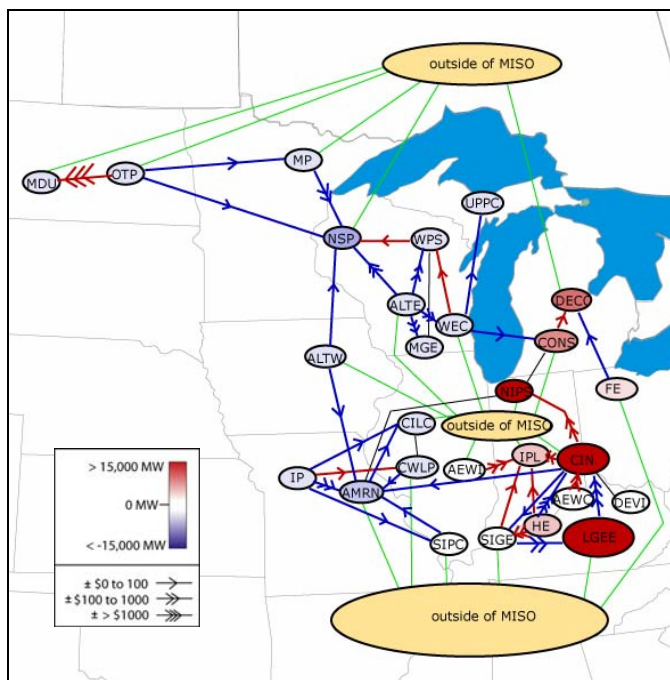 outside of MISO
MDU
OTP
MP
UPPC
NSP
WPS
DECO
ALTE
WEC
MGE
CONS
ALTW
NIPS
FE
CILC
outside of MISO
> 15,000 MW
0 MW
< -15,000 MW
IP
CWLP
AEWI
IPL
CIN
AMRN
AEWC
DEVI
HE
SIPC
SIGE
LGEE
± $0 to 100
± $100 to 1000
± > $1000
outside of MISO